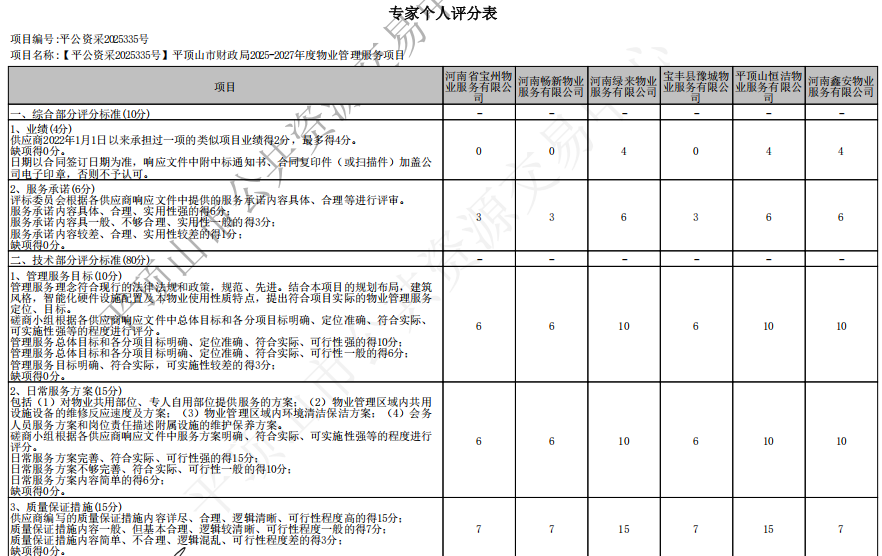 专家个人评分表
项目编号:平公资采2025335号
项目名称:【平公资采2025335号】平顶山市财政局2025-2027年度物业管理服务项目
项目
河南省宝州物业服务有限公司
河南畅新物业服务有限公司
河南绿来物业服务有限公司
宝丰县豫城物业服务有限公司
平顶山恒洁物业服务有限公司
河南鑫安物业服务有限公司
一、综合部分评分标准(10分)
- - - - - -
1、业绩(4分)
供应商2022年1月1日以来承担过一项的类似项目业绩得2分，最多得4分。
缺项得0分。
日期以合同签订日期为准，响应文件中附中标通知书、合同复印件（或扫描件）加盖公
司电子印章，否则不予认可。
0 0 4 0 4 4
2、服务承诺(6分)
评标委员会根据各供应商响应文件中提供的服务承诺内容具体、合理等进行评审。
服务承诺内容具体、合理、实用性强的得6分；
服务承诺内容具一般、不够合理、实用性一般的得3分；
服务承诺内容较差、合理、实用性较差的得1分；
缺项得0分。
3 3 6 3 6 6
二、技术部分评分标准(80分)
- - - - - -
1、管理服务目标(10分)
管理服务理念符合现行的法律法规和政策，规范、先进。结合本项目的规划布局，建筑
风格，智能化硬件设施配置及本物业使用性质特点，提出符合项目实际的物业管理服务
定位、目标。
磋商小组根据各供应商响应文件中总体目标和各分项目标明确、定位准确、符合实际、
可实施性强等的程度进行评分。
管理服务总体目标和各分项目标明确、定位准确、符合实际、可行性强的得10分；
管理服务总体目标和各分项目标明确、定位准确、符合实际、可行性一般的得6分；
管理服务目标明确、符合实际，可实施性较差的得3分；
缺项得0分。
6 6 10 6 10 10
2、日常服务方案(15分)
包括（1）对物业共用部位、专人自用部位提供服务的方案；（2）物业管理区域内共用
设施设备的维修反应速度及方案；（3）物业管理区域内环境清洁保洁方案；（4）会务
人员服务方案和岗位责任描述附属设施的维护保养方案。
磋商小组根据各供应商响应文件中服务方案明确、符合实际、可实施性强等的程度进行
评分。
日常服务方案完善、符合实际、可行性强的得15分；
日常服务方案不够完善、符合实际、可行性一般的得10分；
日常服务方案内容简单的得6分；
缺项得0分。
6 6 10 6 10 10
3、质量保证措施(15分)
供应商编写的质量保证措施内容详尽、合理、逻辑清晰、可行性程度高的得15分；
质量保证措施内容一般、但基本合理、逻辑较清晰、可行性程度一般的得7分；
质量保证措施内容简单、不合理、逻辑混乱、可行性程度差的得3分；
缺项得0分。
7 7 15 7 15 7
平顶山市公共资源交易中心
平顶山市公共资源交易中心